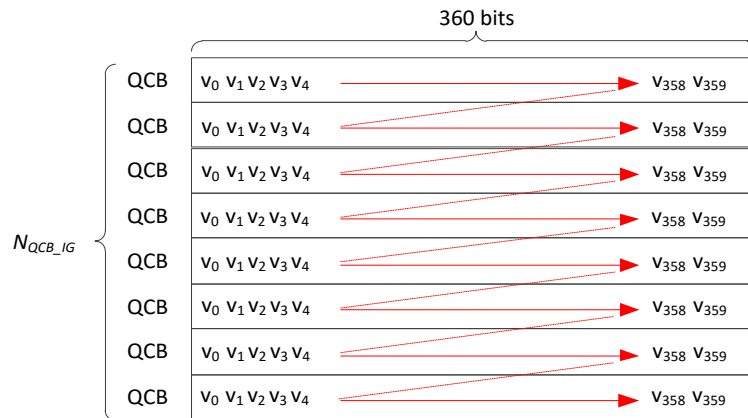 360 bits
QCB v₀ v₁ v₂ v₃ v₄ v₃₅₈ v₃₅₉
QCB v₀ v₁ v₂ v₃ v₄ v₃₅₈ v₃₅₉
QCB v₀ v₁ v₂ v₃ v₄ v₃₅₈ v₃₅₉
QCB v₀ v₁ v₂ v₃ v₄ v₃₅₈ v₃₅₉
N_QCB_IG
QCB v₀ v₁ v₂ v₃ v₄ v₃₅₈ v₃₅₉
QCB v₀ v₁ v₂ v₃ v₄ v₃₅₈ v₃₅₉
QCB v₀ v₁ v₂ v₃ v₄ v₃₅₈ v₃₅₉
QCB v₀ v₁ v₂ v₃ v₄ v₃₅₈ v₃₅₉